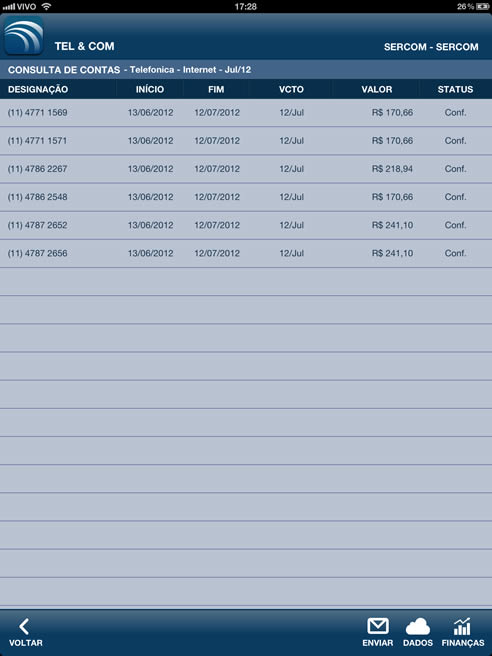 VIVO 17:28 26%
TEL & COM SERCOM - SERCOM
CONSULTA DE CONTAS - Telefonica - Internet - Jul/12
DESIGNAÇÃO INÍCIO FIM VCTO VALOR STATUS
(11) 4771 1569 13/06/2012 12/07/2012 12/Jul R$ 170,66 Conf.
(11) 4771 1571 13/06/2012 12/07/2012 12/Jul R$ 170,66 Conf.
(11) 4786 2267 13/06/2012 12/07/2012 12/Jul R$ 218,94 Conf.
(11) 4786 2548 13/06/2012 12/07/2012 12/Jul R$ 170,66 Conf.
(11) 4787 2652 13/06/2012 12/07/2012 12/Jul R$ 241,10 Conf.
(11) 4787 2656 13/06/2012 12/07/2012 12/Jul R$ 241,10 Conf.
VOLTAR ENVIAR DADOS FINANÇAS